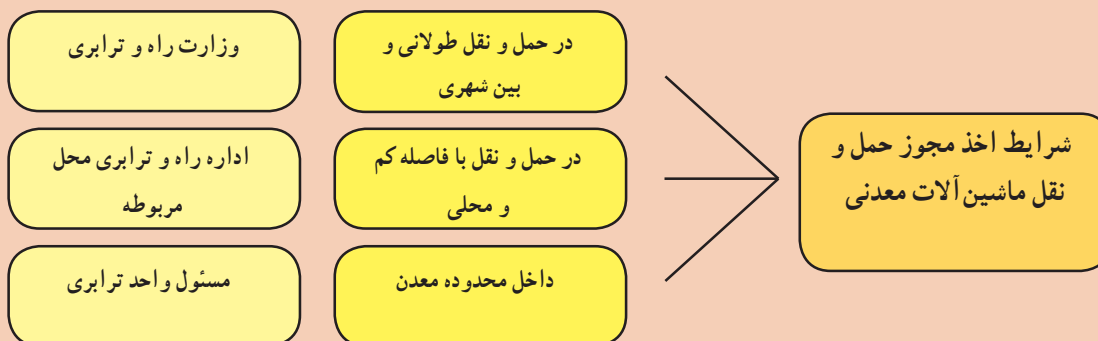 شرایط اخذ مجوز حمل و
نقل ماشین‌آلات معدنی
در حمل و نقل طولانی و
بین شهری
وزارت راه و ترابری
در حمل و نقل با فاصله کم
و محلی
اداره راه و ترابری محل
مربوطه
داخل محدوده معدن
مسئول واحد ترابری